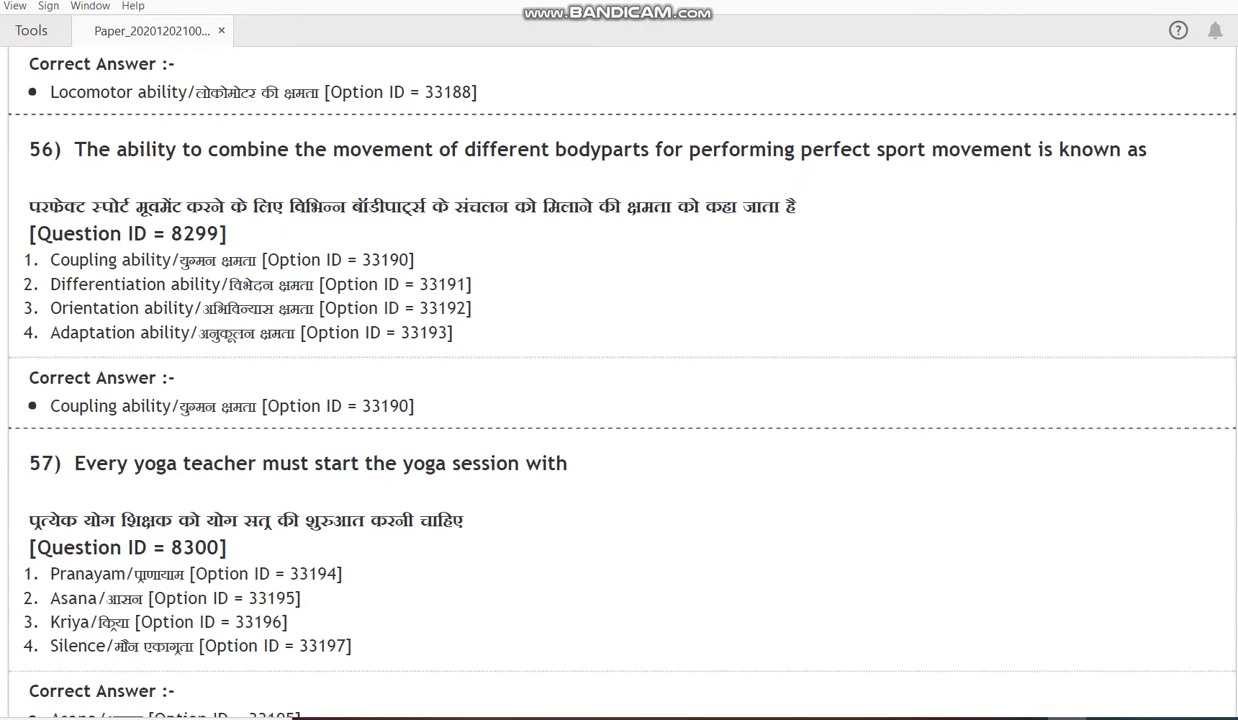 View Sign Window Help
www.BANDICAM.com
Tools Paper_20201202100... ×
Correct Answer :-
• Locomotor ability/लोकोमोटर की क्षमता [Option ID = 33188]
56) The ability to combine the movement of different bodyparts for performing perfect sport movement is known as
परफेक्ट स्पोर्ट मूवमेंट करने के लिए विभिन्न बॉडीपार्ट्स के संचलन को मिलाने की क्षमता को कहा जाता है
[Question ID = 8299]
1. Coupling ability/युग्मन क्षमता [Option ID = 33190]
2. Differentiation ability/विभेदन क्षमता [Option ID = 33191]
3. Orientation ability/अभिविन्यास क्षमता [Option ID = 33192]
4. Adaptation ability/अनुकूलन क्षमता [Option ID = 33193]
Correct Answer :-
• Coupling ability/युग्मन क्षमता [Option ID = 33190]
57) Every yoga teacher must start the yoga session with
प्रत्येक योग शिक्षक को योग सत्र की शुरुआत करनी चाहिए
[Question ID = 8300]
1. Pranayam/प्राणायाम [Option ID = 33194]
2. Asana/आसन [Option ID = 33195]
3. Kriya/क्रिया [Option ID = 33196]
4. Silence/मौन एकाग्रता [Option ID = 33197]
Correct Answer :-
• Asana/आसन [Option ID = 33195]